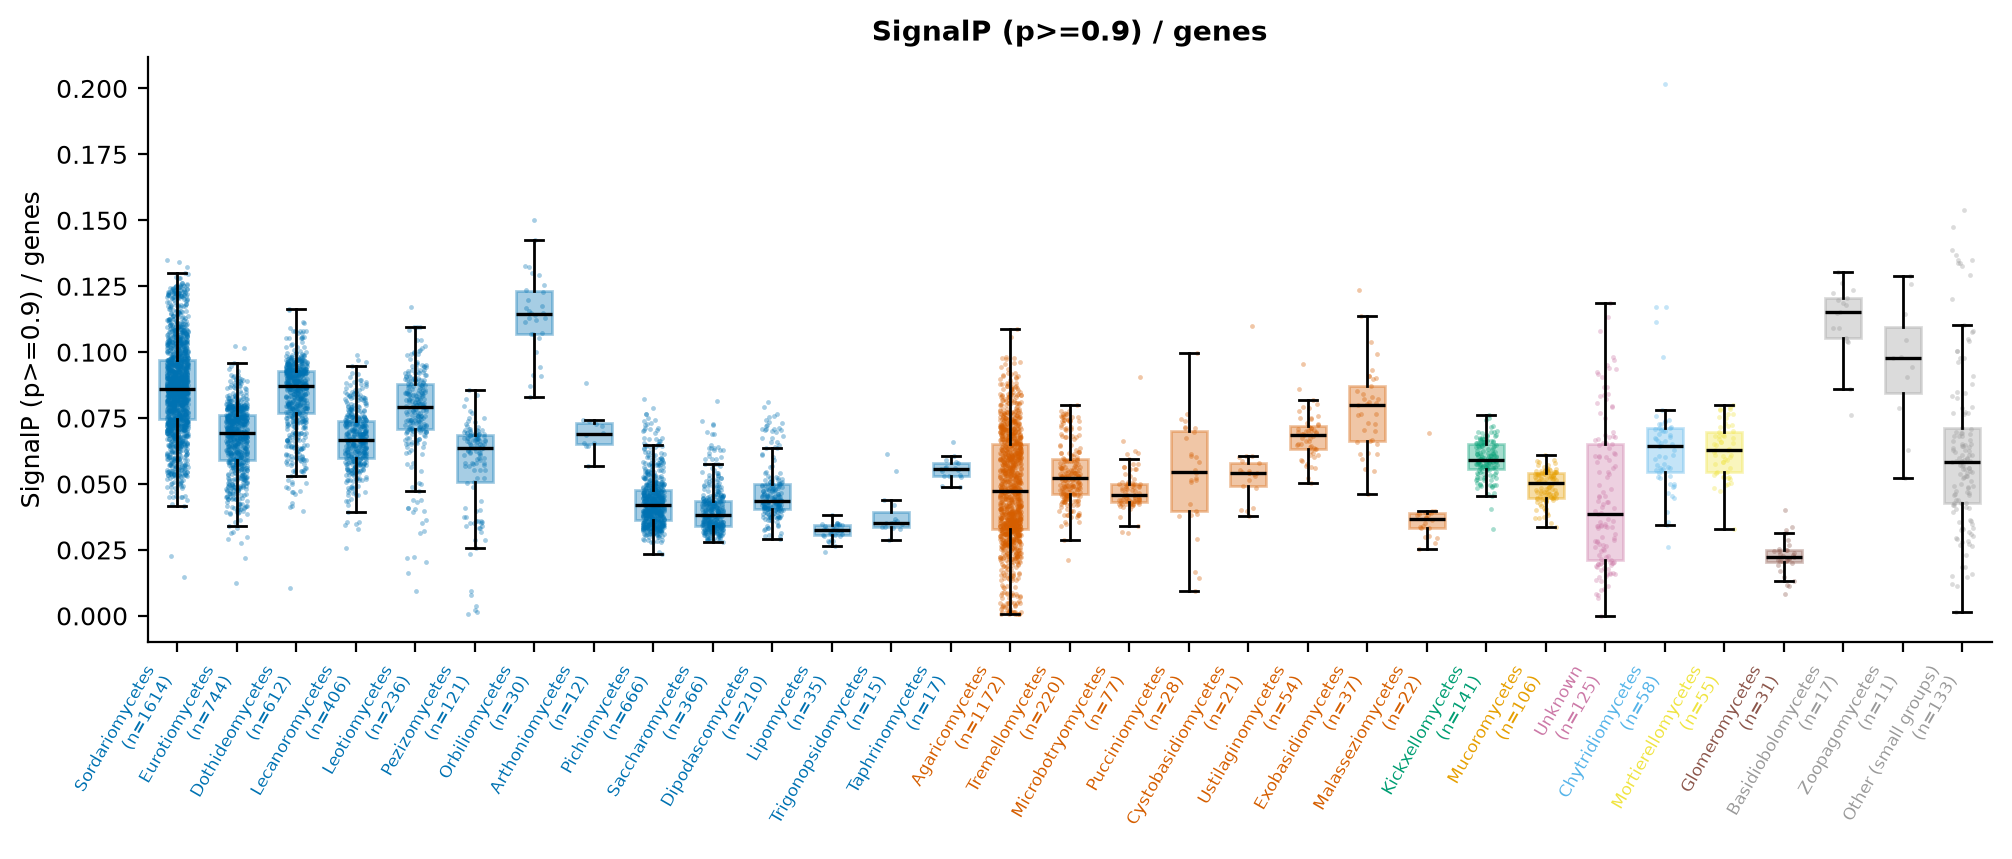 SignalP (p>=0.9) / genes
SignalP (p>=0.9) / genes
0.200
0.175
0.150
0.125
0.100
0.075
0.050
0.025
0.000
Sordariomycetes
(n=1614)
Eurotiomycetes
(n=744)
Dothideomycetes
(n=612)
Lecanoromycetes
(n=406)
Leotiomycetes
(n=236)
Pezizomycetes
(n=121)
Orbiliomycetes
(n=30)
Arthoniomycetes
(n=12)
Pichiomycetes
(n=666)
Saccharomycetes
(n=366)
Dipodascomycetes
(n=210)
Lipomycetes
(n=35)
Trigonopsidomycetes
(n=15)
Taphrinomycetes
(n=17)
Agaricomycetes
(n=1172)
Tremellomycetes
(n=220)
Microbotryomycetes
(n=77)
Pucciniomycetes
(n=28)
Cystobasidiomycetes
(n=21)
Ustilaginomycetes
(n=54)
Exobasidiomycetes
(n=37)
Malasseziomycetes
(n=22)
Kickxellomycetes
(n=141)
Mucoromycetes
(n=106)
Unknown
(n=125)
Chytridiomycetes
(n=58)
Mortierellomycetes
(n=55)
Glomeromycetes
(n=31)
Basidiobolomycetes
(n=17)
Zoopagomycetes
(n=11)
Other (small groups)
(n=133)